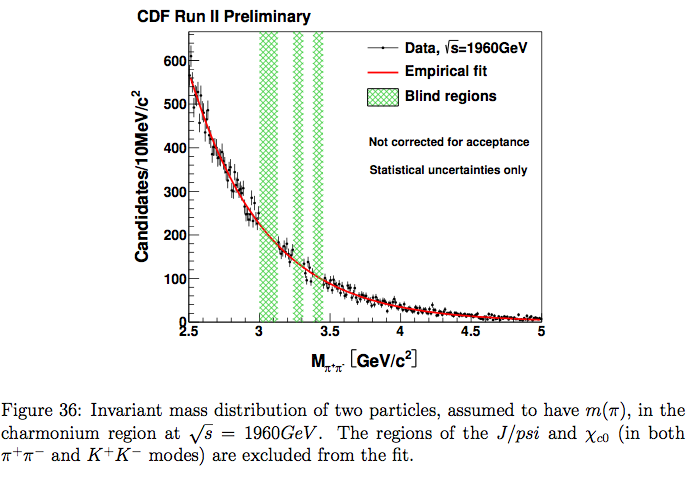 CDF Run II Preliminary
Candidates/10MeV/c²
600
500
400
300
200
100
0
Data, √s=1960GeV
Empirical fit
Blind regions
Not corrected for acceptance
Statistical uncertainties only
2.5 3 3.5 4 4.5 5
M_π⁺π⁻ [GeV/c²]
Figure 36: Invariant mass distribution of two particles, assumed to have m(π), in the
charmonium region at √s = 1960GeV. The regions of the J/psi and χc0 (in both
π⁺π⁻ and K⁺K⁻ modes) are excluded from the fit.